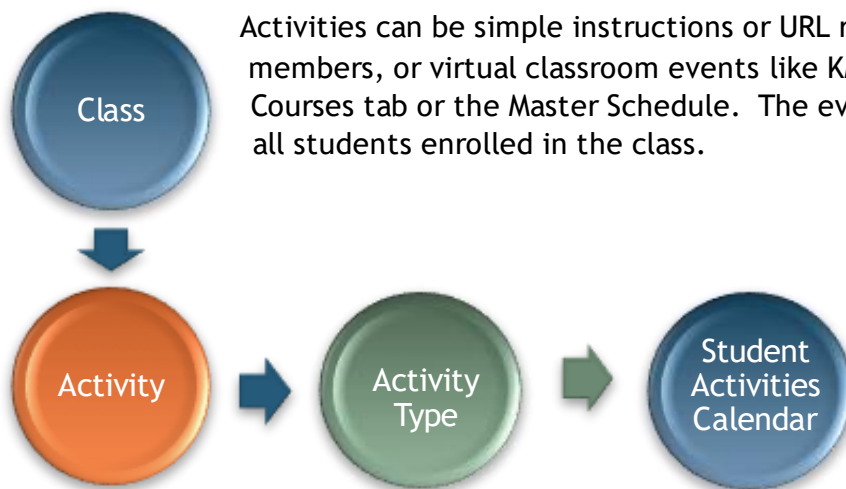 Activities can be simple instructions or URL
members, or virtual classroom events like
Courses tab or the Master Schedule. The
all students enrolled in the class.
Class
Activity
Activity
Type
Student
Activities
Calendar